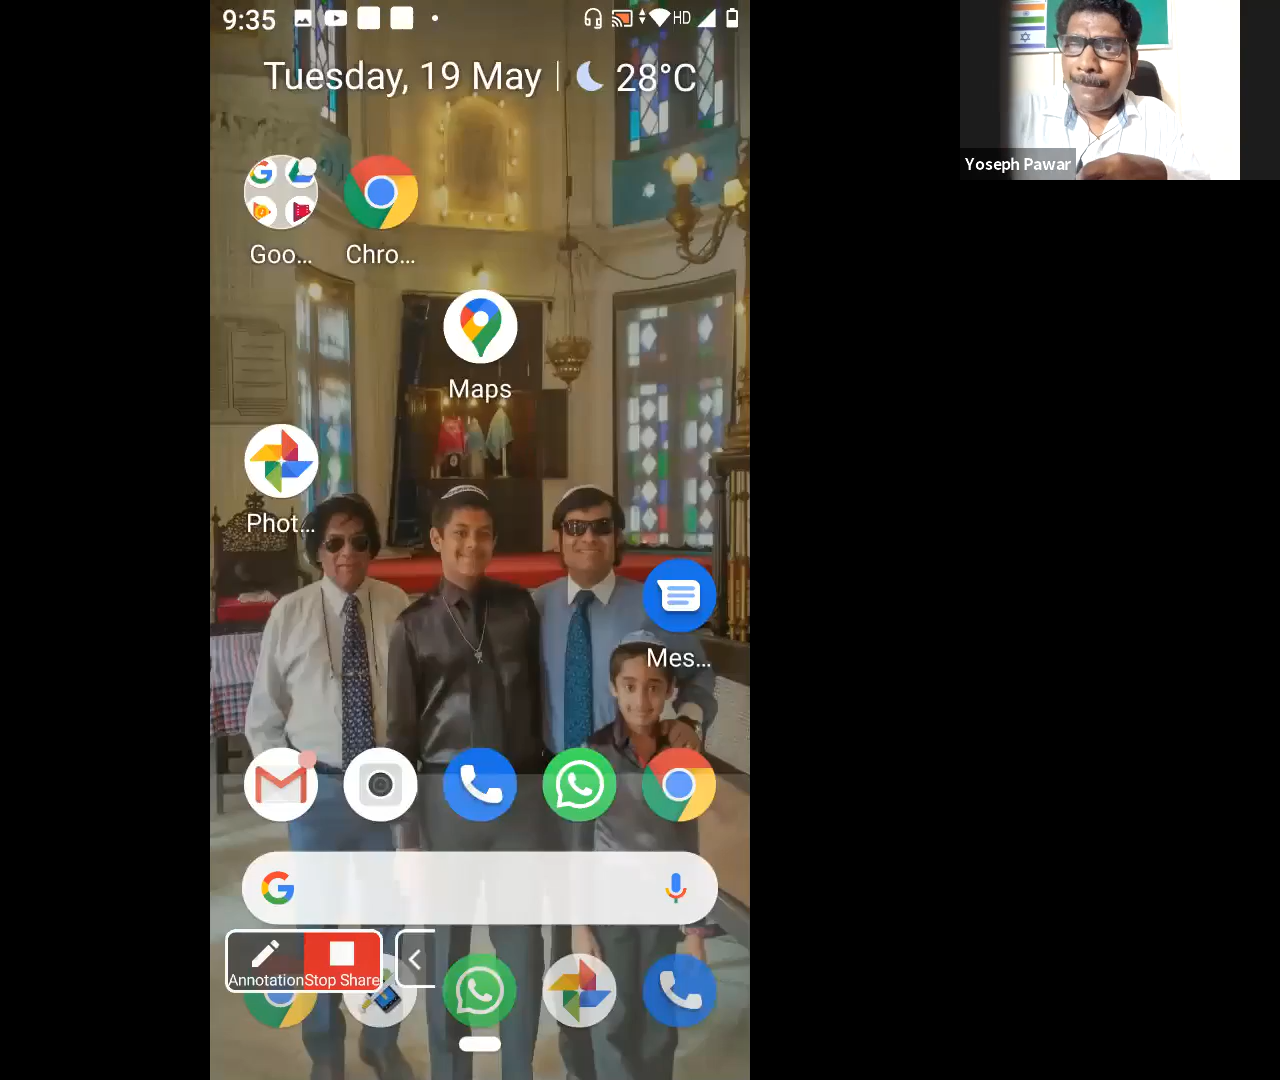 9:35
HD
Tuesday, 19 May | 28°C
Goo...
Chro...
Maps
Phot...
Mes...
Annotation
Stop Share
Yoseph Pawar